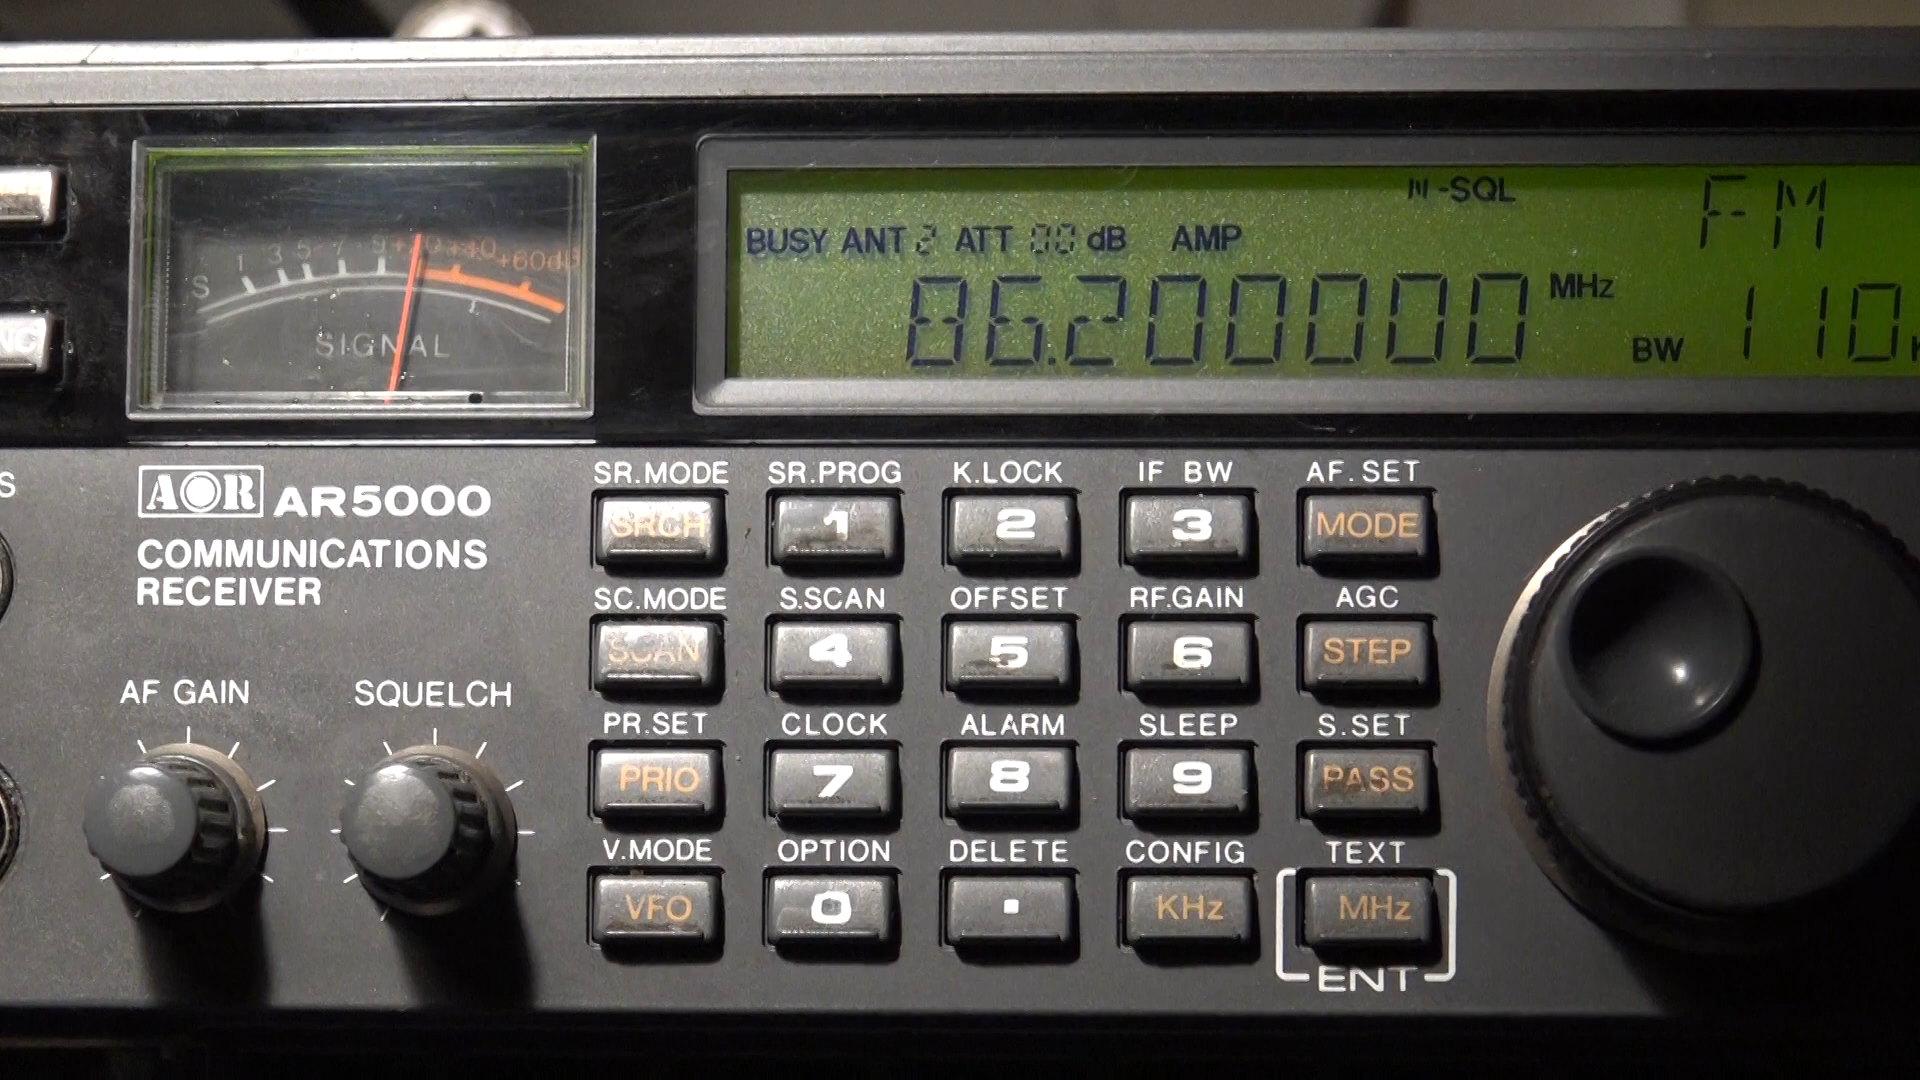 M-SQL FM
BUSY ANT 2 ATT 00 dB AMP
86.200000 MHz
BW 110
S 1 3 5 7 9 +20 +40 +60dB
SIGNAL
AOR AR5000
COMMUNICATIONS
RECEIVER
AF GAIN SQUELCH
SR.MODE SR.PROG K.LOCK IF BW AF.SET
SRCH 1 2 3 MODE
SC.MODE S.SCAN OFFSET RF.GAIN AGC
SCAN 4 5 6 STEP
PR.SET CLOCK ALARM SLEEP S.SET
PRIO 7 8 9 PASS
V.MODE OPTION DELETE CONFIG TEXT
VFO 0 . KHz MHz
ENT